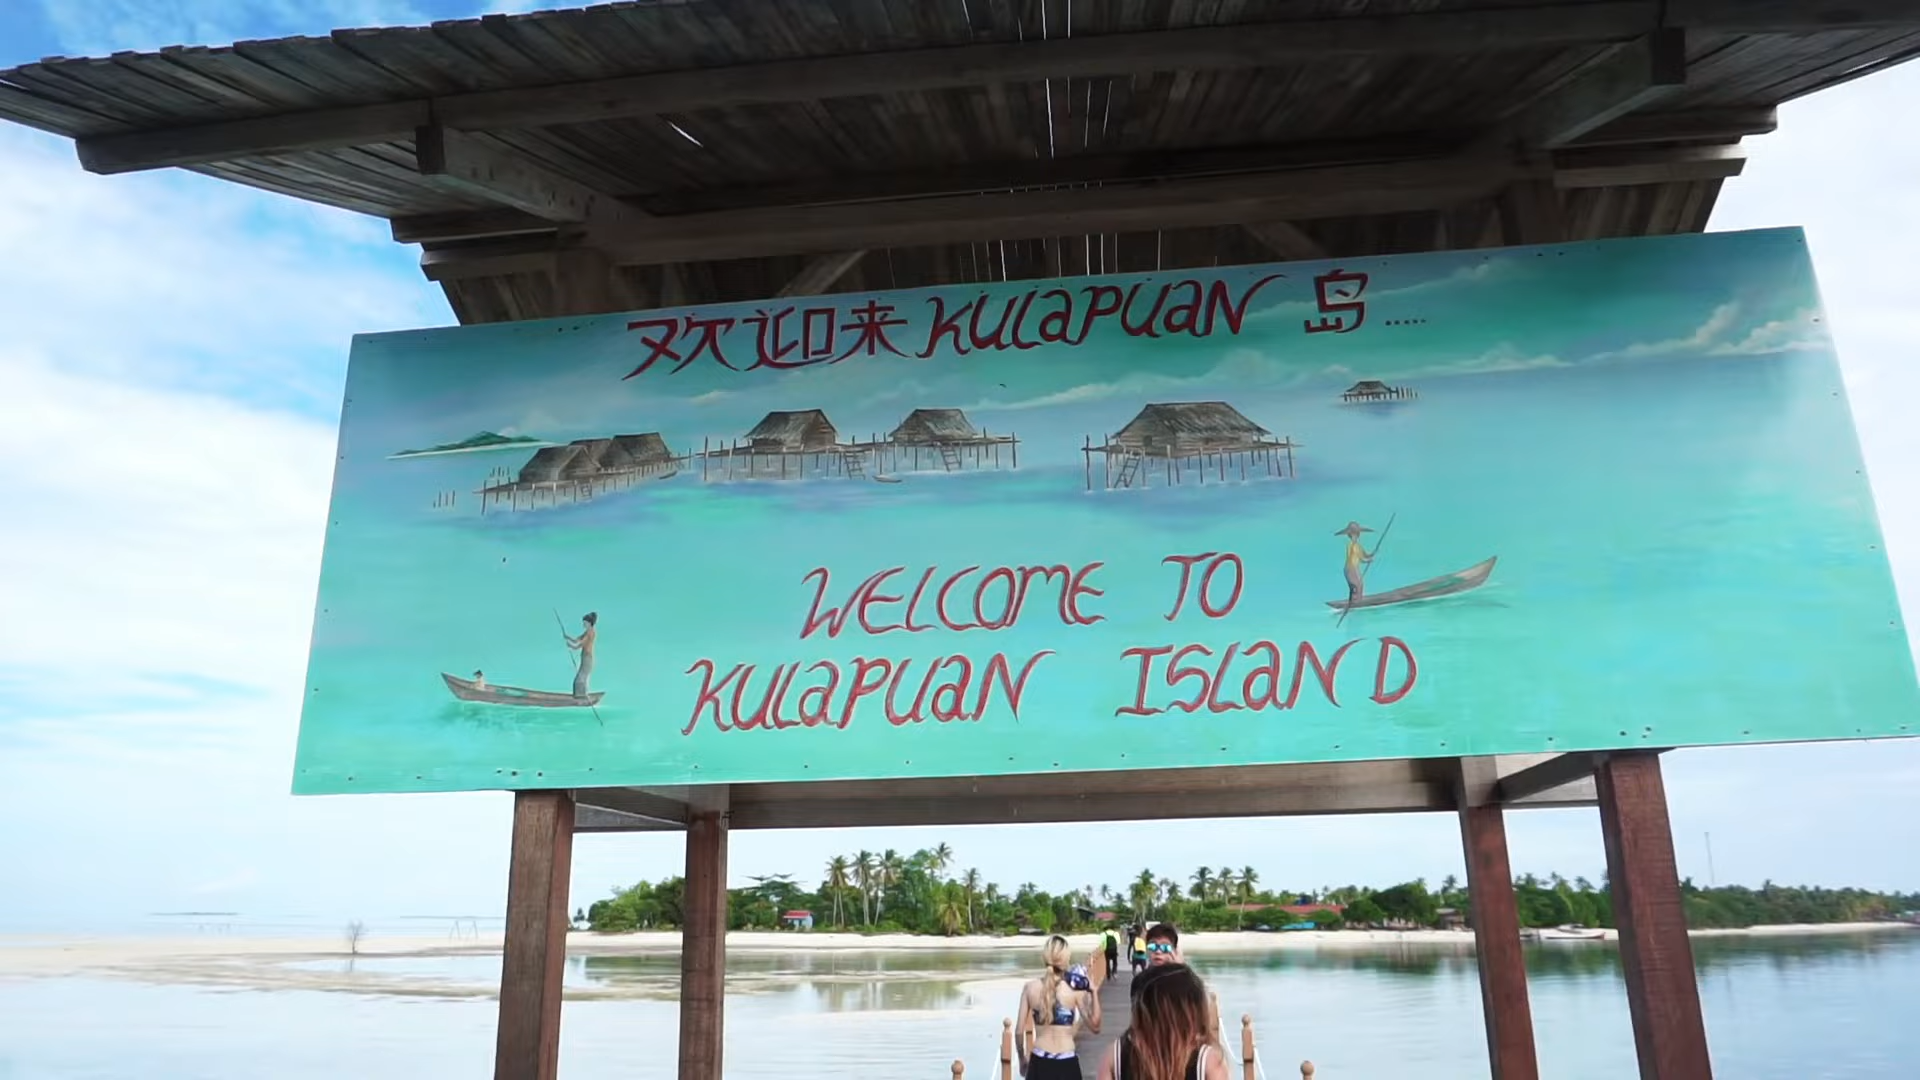 欢迎来 KULAPUAN 岛.....
WELCOME TO
KULAPUAN ISLAND